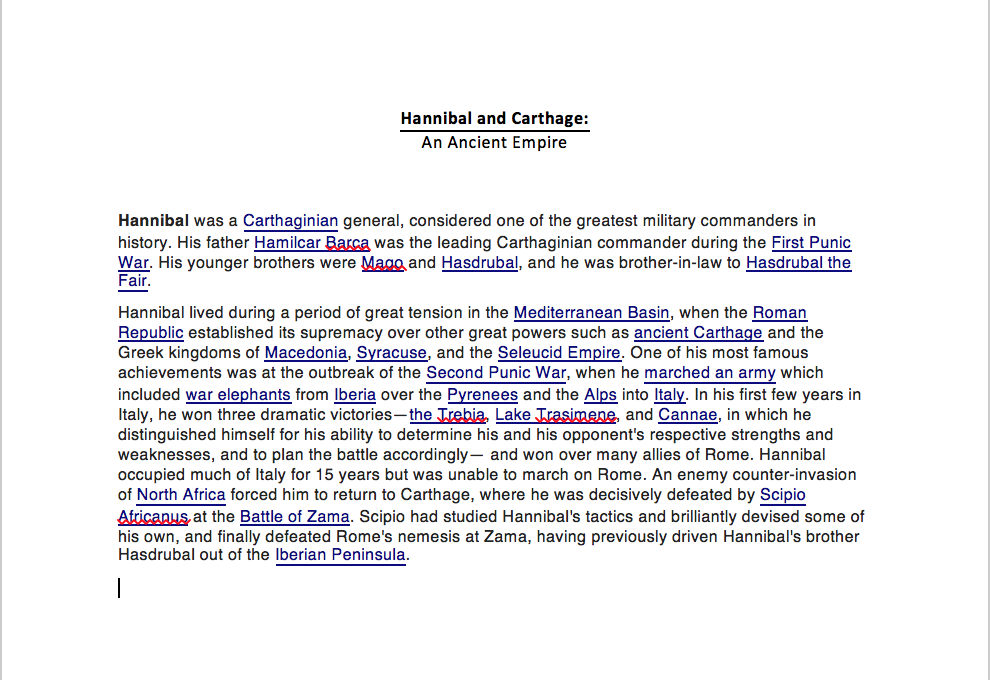 Hannibal and Carthage:
An Ancient Empire
Hannibal was a Carthaginian general, considered one of the greatest military commanders in
history. His father Hamilcar Barca was the leading Carthaginian commander during the First Punic
War. His younger brothers were Mago and Hasdrubal, and he was brother-in-law to Hasdrubal the
Fair.
Hannibal lived during a period of great tension in the Mediterranean Basin, when the Roman
Republic established its supremacy over other great powers such as ancient Carthage and the
Greek kingdoms of Macedonia, Syracuse, and the Seleucid Empire. One of his most famous
achievements was at the outbreak of the Second Punic War, when he marched an army which
included war elephants from Iberia over the Pyrenees and the Alps into Italy. In his first few years in
Italy, he won three dramatic victories—the Trebia, Lake Trasimene, and Cannae, in which he
distinguished himself for his ability to determine his and his opponent's respective strengths and
weaknesses, and to plan the battle accordingly— and won over many allies of Rome. Hannibal
occupied much of Italy for 15 years but was unable to march on Rome. An enemy counter-invasion
of North Africa forced him to return to Carthage, where he was decisively defeated by Scipio
Africanus at the Battle of Zama. Scipio had studied Hannibal's tactics and brilliantly devised some of
his own, and finally defeated Rome's nemesis at Zama, having previously driven Hannibal's brother
Hasdrubal out of the Iberian Peninsula.